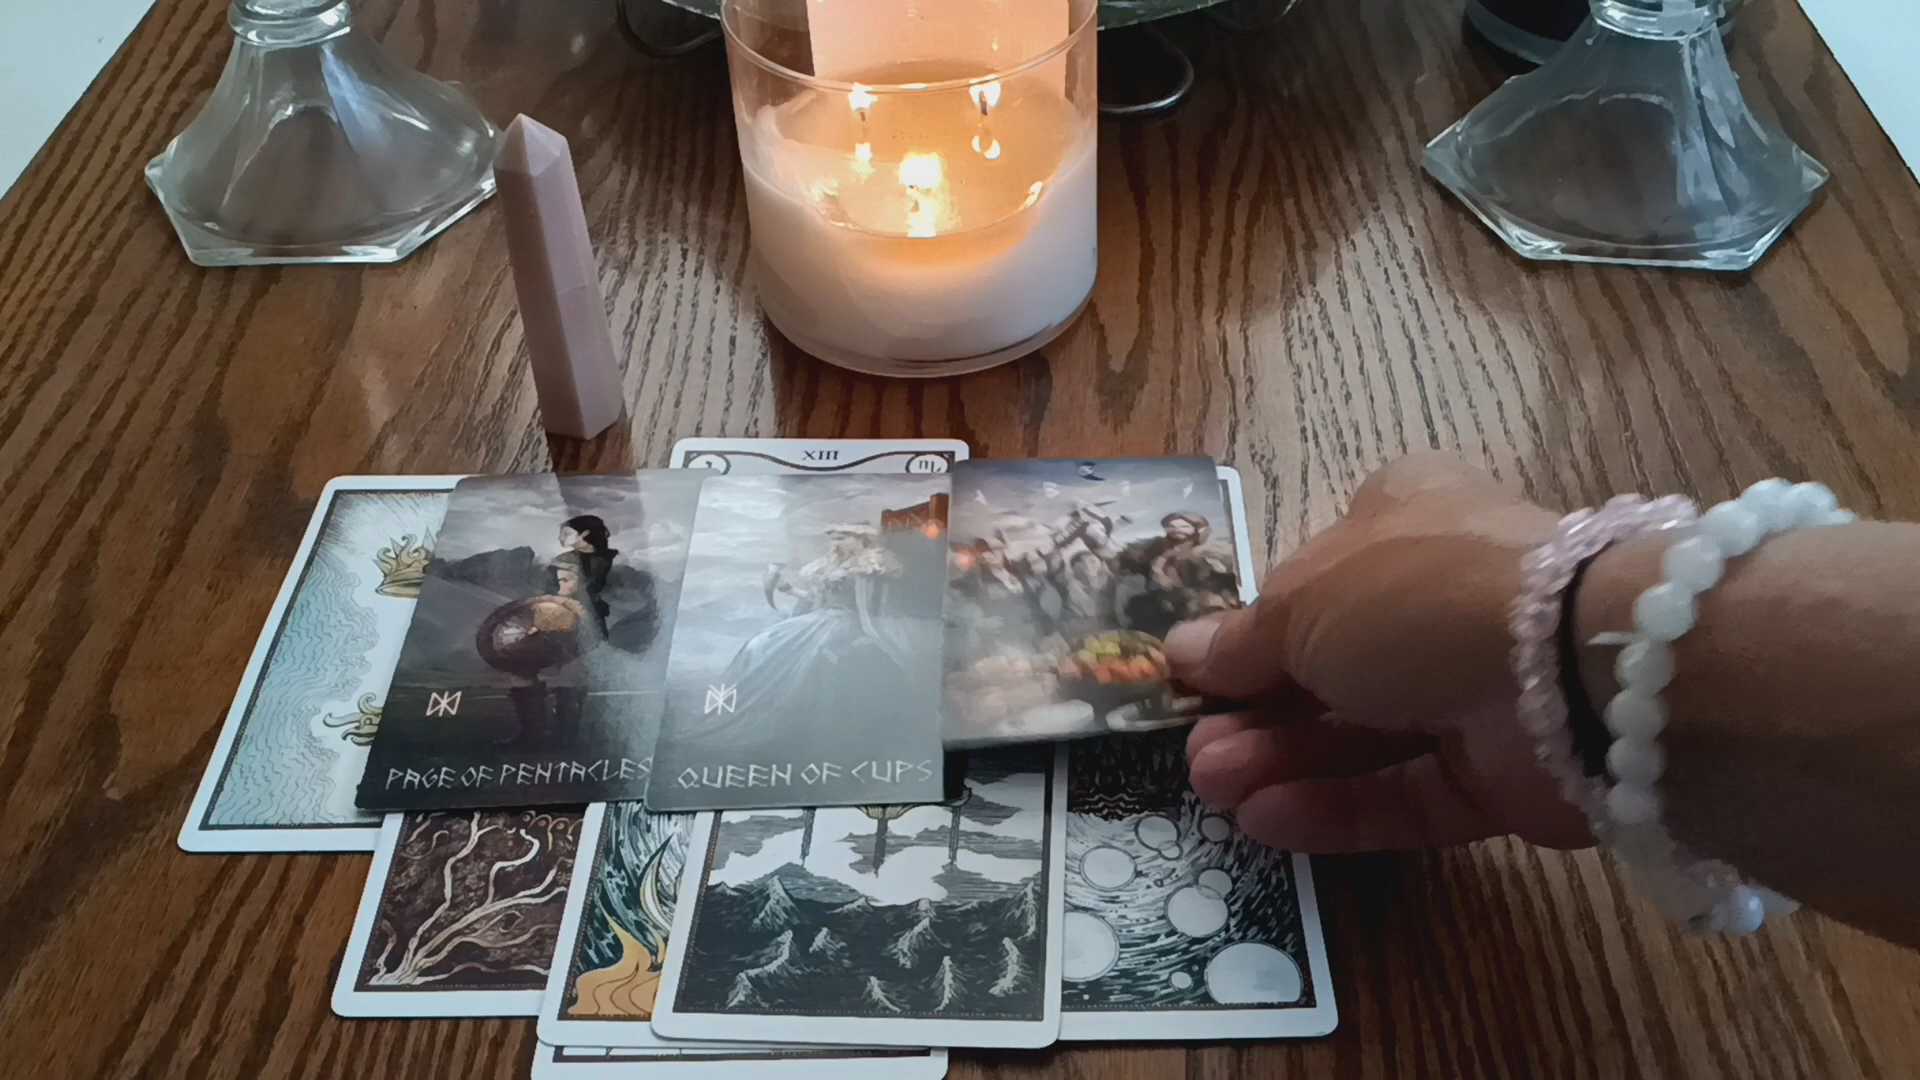 XIII
PAGE OF PENTACLES
QUEEN OF CUPS